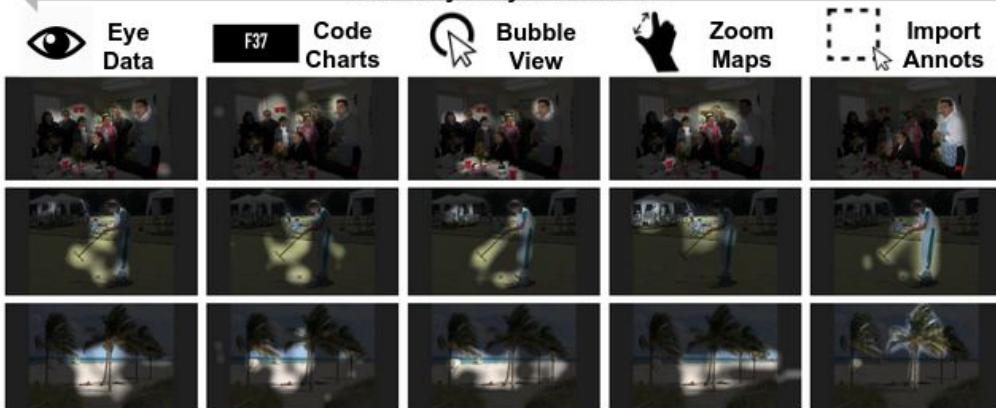 Eye
Data
F37
Code
Charts
Bubble
View
Zoom
Maps
Import
Annots